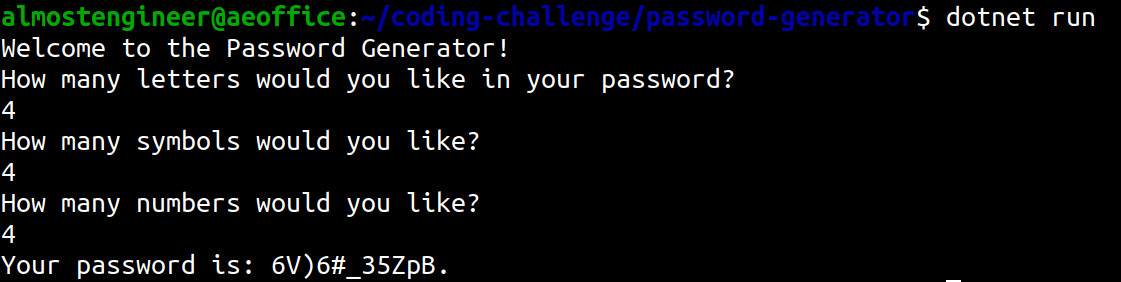 almostengineer@aeoffice:~/coding-challenge/password-generator$ dotnet run
Welcome to the Password Generator!
How many letters would you like in your password?
4
How many symbols would you like?
4
How many numbers would you like?
4
Your password is: 6V)6#_35ZpB.